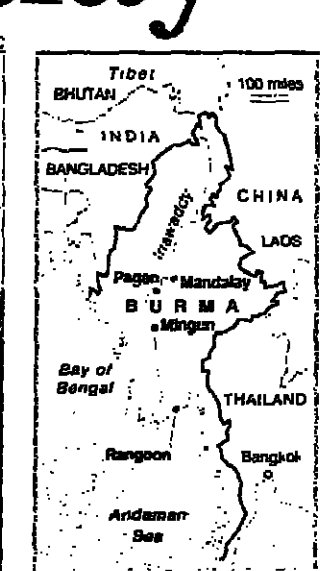 Tibet
BHUTAN
100 miles
INDIA
BANGLADESH
CHINA
Irrawaddy
LAOS
Pagan
Mandalay
BURMA
Mingun
Bay of
Bengal
THAILAND
Rangoon
Bangkok
Andaman
Sea